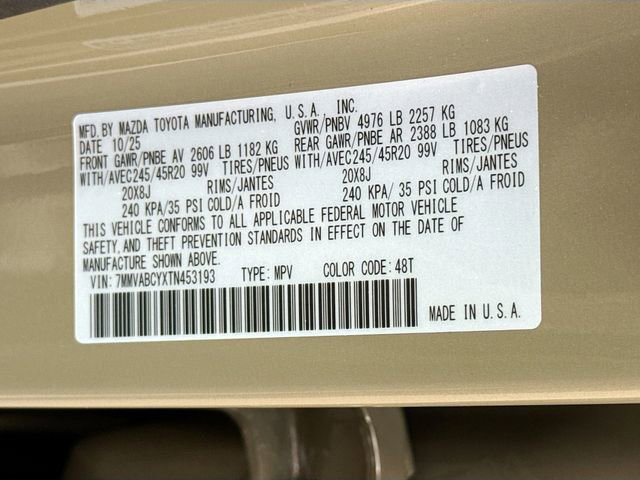 MFD. BY MAZDA TOYOTA MANUFACTURING, U.S.A. INC.
DATE 10/25 GVWR/PNBV 4976 LB 2257 KG
FRONT GAWR/PNBE AV 2606 LB 1182 KG REAR GAWR/PNBE AR 2388 LB 1083 KG
WITH/AVEC245/45R20 99V TIRES/PNEUS WITH/AVEC245/45R20 99V TIRES/PNEUS
20X8J RIMS/JANTES 20X8J RIMS/JANTES
240 KPA/35 PSI COLD/A FROID 240 KPA/ 35 PSI COLD/A FROID
THIS VEHICLE CONFORMS TO ALL APPLICABLE FEDERAL MOTOR VEHICLE
SAFETY, AND THEFT PREVENTION STANDARDS IN EFFECT ON THE DATE OF
MANUFACTURE SHOWN ABOVE.
VIN: 7MMVABCYXTN453193 TYPE: MPV COLOR CODE: 48T
MADE IN U.S.A.